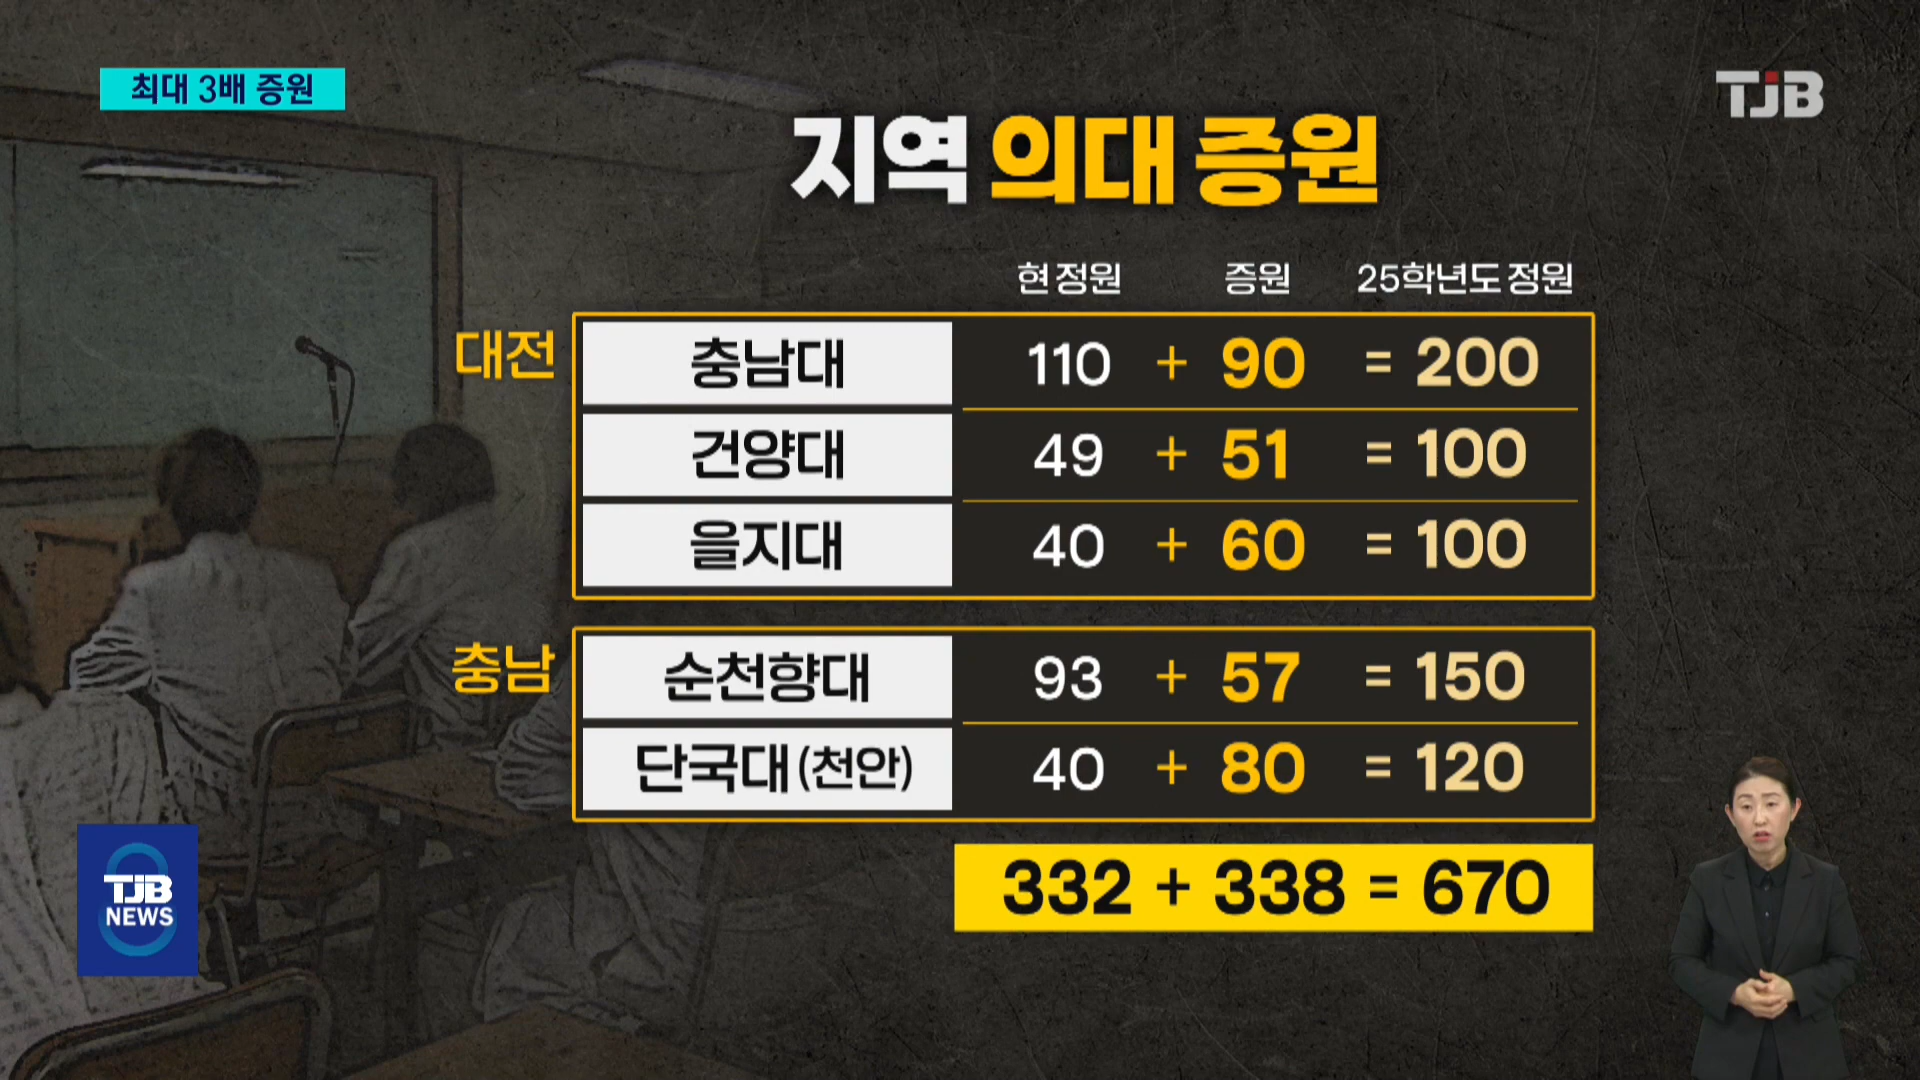 최대 3배 증원
TJB
지역 의대 증원
현 정원 증원 25학년도 정원
대전
충남대 110 + 90 = 200
건양대 49 + 51 = 100
을지대 40 + 60 = 100
충남
순천향대 93 + 57 = 150
단국대(천안) 40 + 80 = 120
332 + 338 = 670
TJB
NEWS